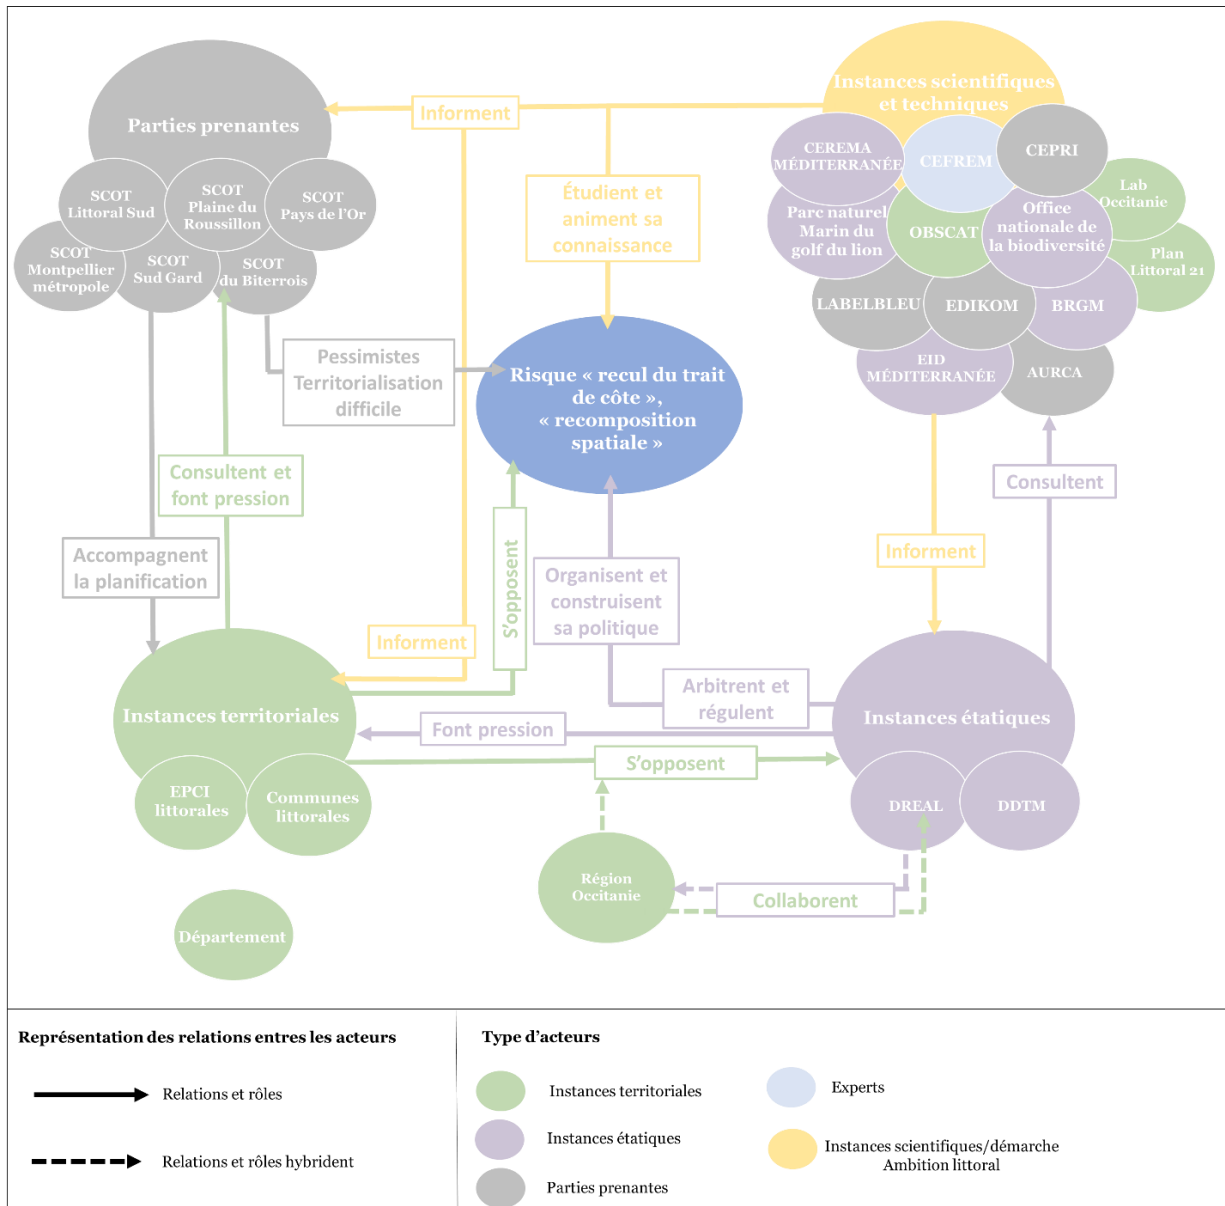 Parties prenantes
SCOT
Littoral Sud
SCOT
Plaine du
Roussillon
SCOT
Pays de l'Or
SCOT
Montpellier
métropole
SCOT
Sud Gard
SCOT
du Biterrois
Informent
Étudient et
animent sa
connaissance
Instances scientifiques
et techniques
CEREMA
MÉDITERRANÉE
CEFREM
CEPRI
Lab
Occitanie
Parc naturel
Marin du
golf du lion
OBSCAT
Office
nationale de
la biodiversité
Plan
Littoral 21
LABELBLEU
EDIKOM
BRGM
EID
MÉDITERRANÉE
AURCA
Pessimistes
Territorialisation
difficile
Risque « recul du trait
de côte »,
« recomposition
spatiale »
Consultent et
font pression
Accompagnent
la planification
S'opposent
Organisent et
construisent
sa politique
Informent
Consultent
Informent
Arbitrent et
régulent
Instances territoriales
Font pression
Instances étatiques
S'opposent
EPCI
littorales
Communes
littorales
DREAL
DDTM
Région
Occitanie
Collaborent
Département
Représentation des relations entres les acteurs
Relations et rôles
Relations et rôles hybrident
Type d'acteurs
Instances territoriales
Instances étatiques
Parties prenantes
Experts
Instances scientifiques/démarche
Ambition littoral